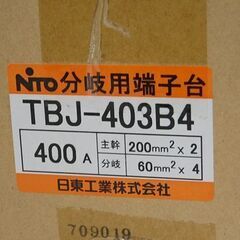 NITO 分岐用端子台
TBJ-403B4
400 A 主幹 200mm² x 2
分岐 60mm² x 4
日東工業株式会社
709019